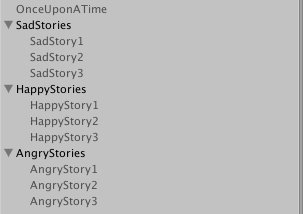 OnceUponATime
SadStories
SadStory1
SadStory2
SadStory3
HappyStories
HappyStory1
HappyStory2
HappyStory3
AngryStories
AngryStory1
AngryStory2
AngryStory3